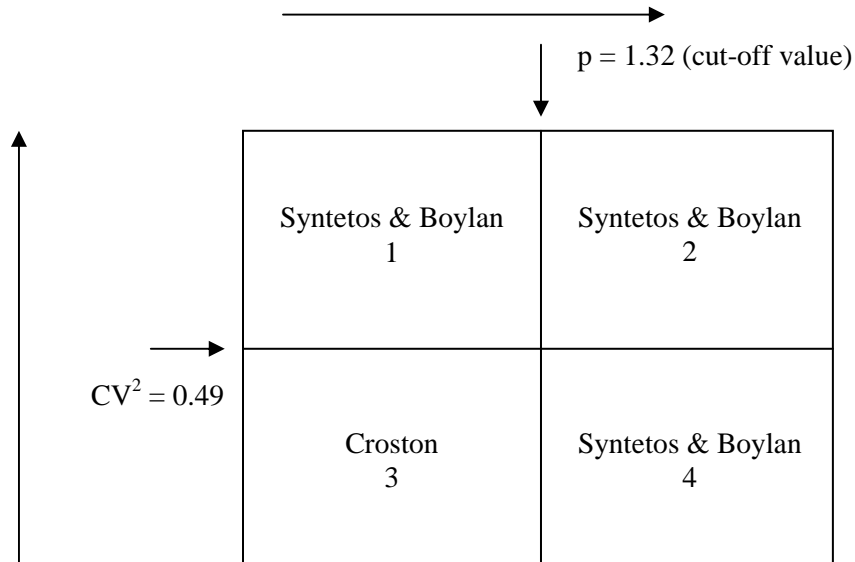 p = 1.32 (cut-off value)
Syntetos & Boylan
1
Syntetos & Boylan
2
CV² = 0.49
Croston
3
Syntetos & Boylan
4